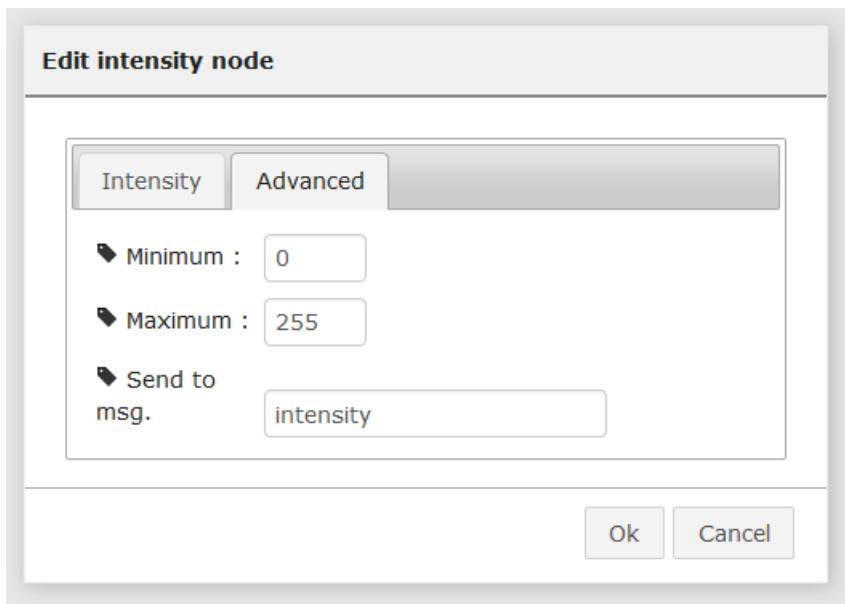 Edit intensity node
Intensity Advanced
Minimum : 0
Maximum : 255
Send to
msg. intensity
Ok Cancel